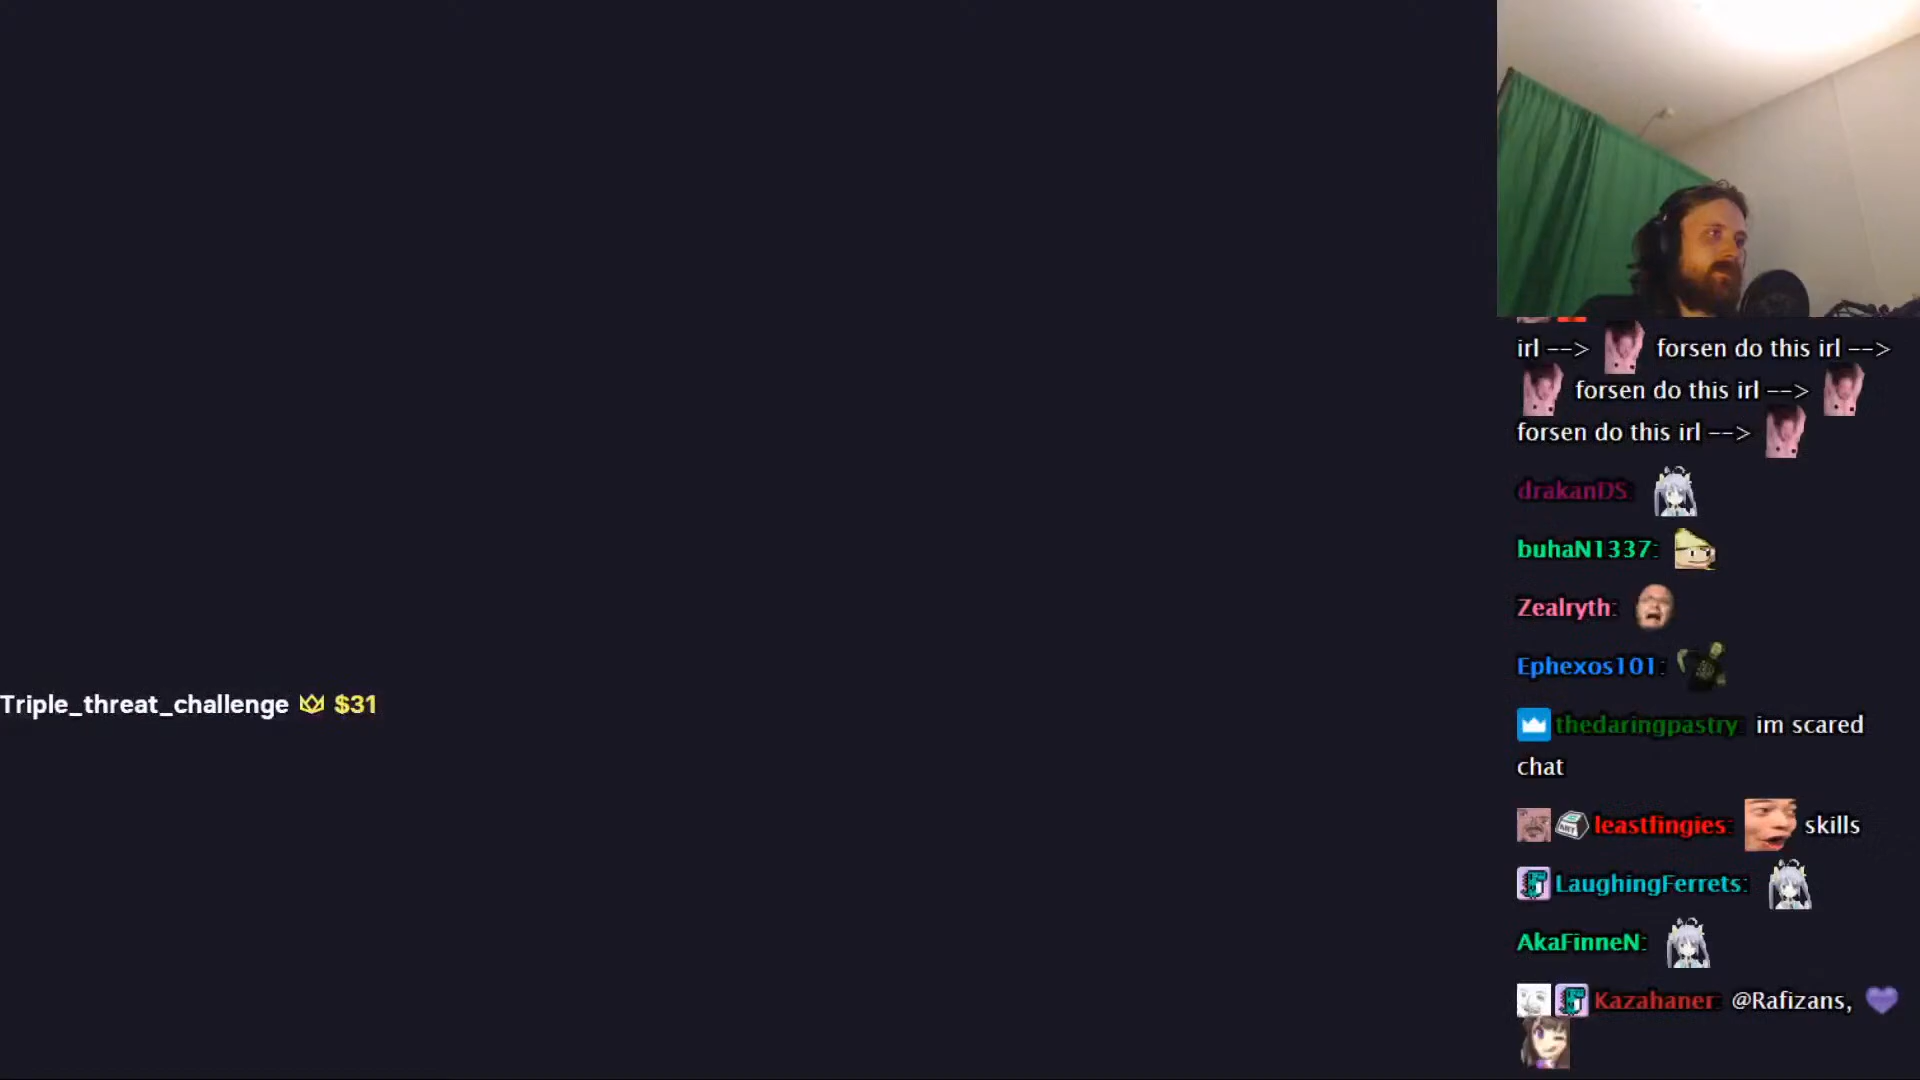 irl --> forsen do this irl -->
forsen do this irl -->
forsen do this irl -->
drakanDS:
buhaN1337:
Zealryth:
Ephexos101:
Triple_threat_challenge $31
thedaringpastry: im scared
chat
leastfingies: skills
LaughingFerrets:
AkaFinneN:
Kazahaner: @Rafizans,